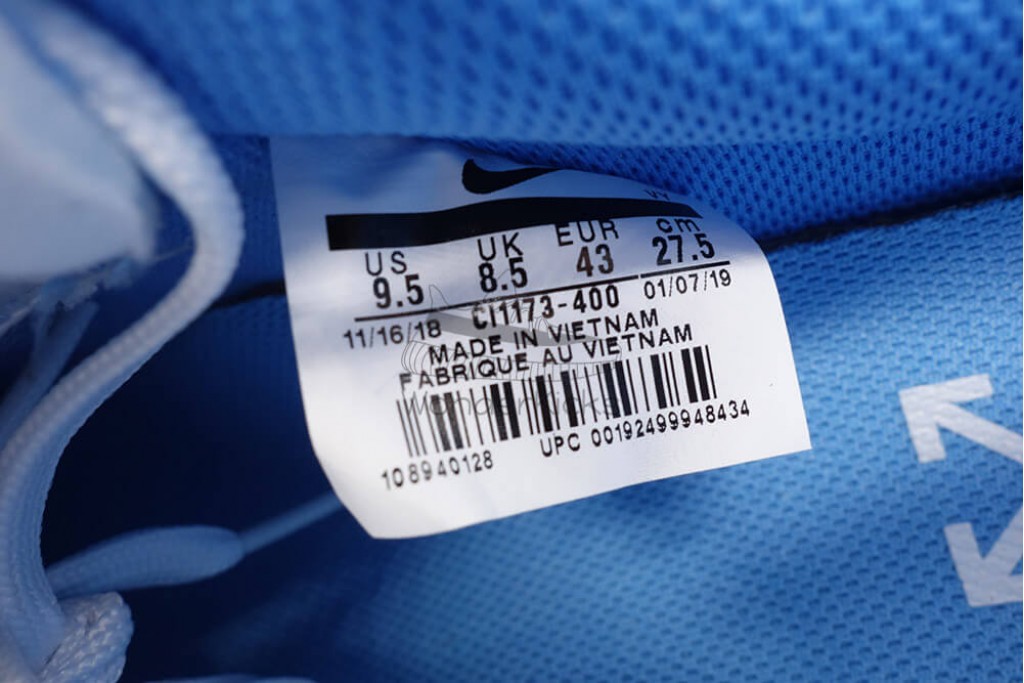 US UK EUR cm
9.5 8.5 43 27.5
11/16/18 CI1173-400 01/07/19
MADE IN VIETNAM
FABRIQUE AU VIETNAM
wonderkicks
108940128 UPC 00192499948434